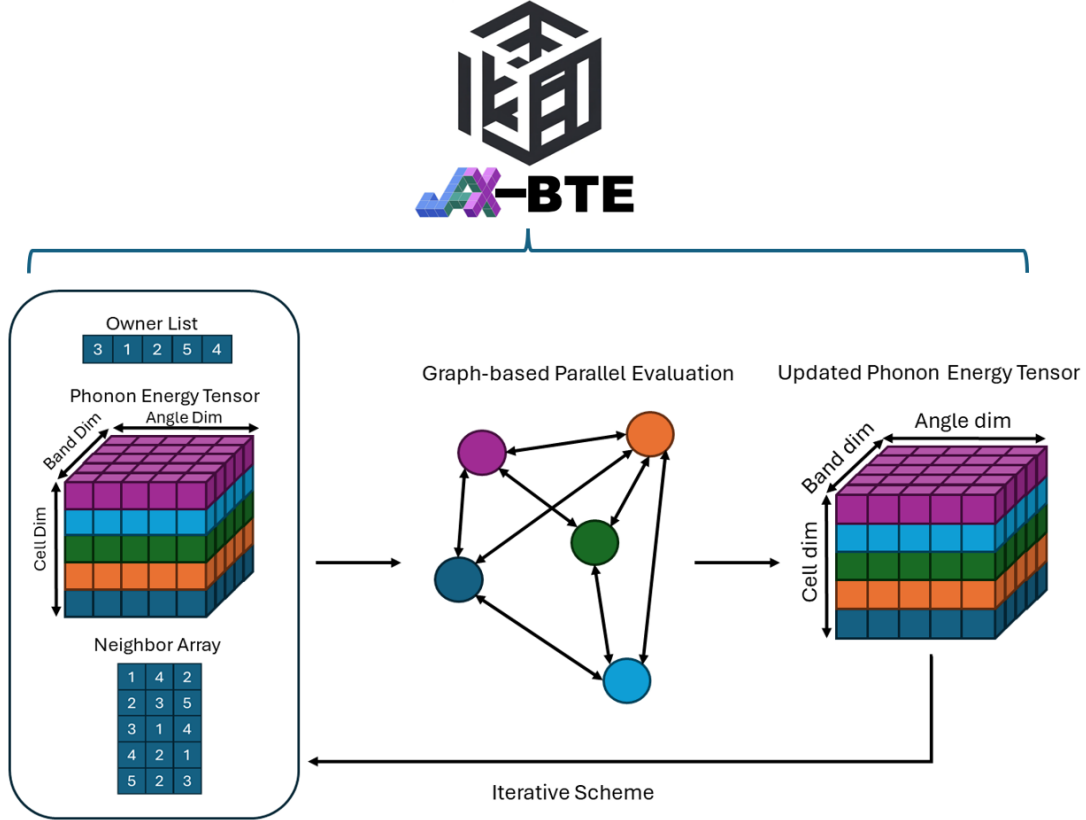 JAX-BTE
Owner List
3 1 2 5 4
Phonon Energy Tensor
Angle Dim
Band Dim
Cell Dim
Neighbor Array
1 4 2
2 3 5
3 1 4
4 2 1
5 2 3
Graph-based Parallel Evaluation
Updated Phonon Energy Tensor
Angle dim
Band dim
Cell dim
Iterative Scheme